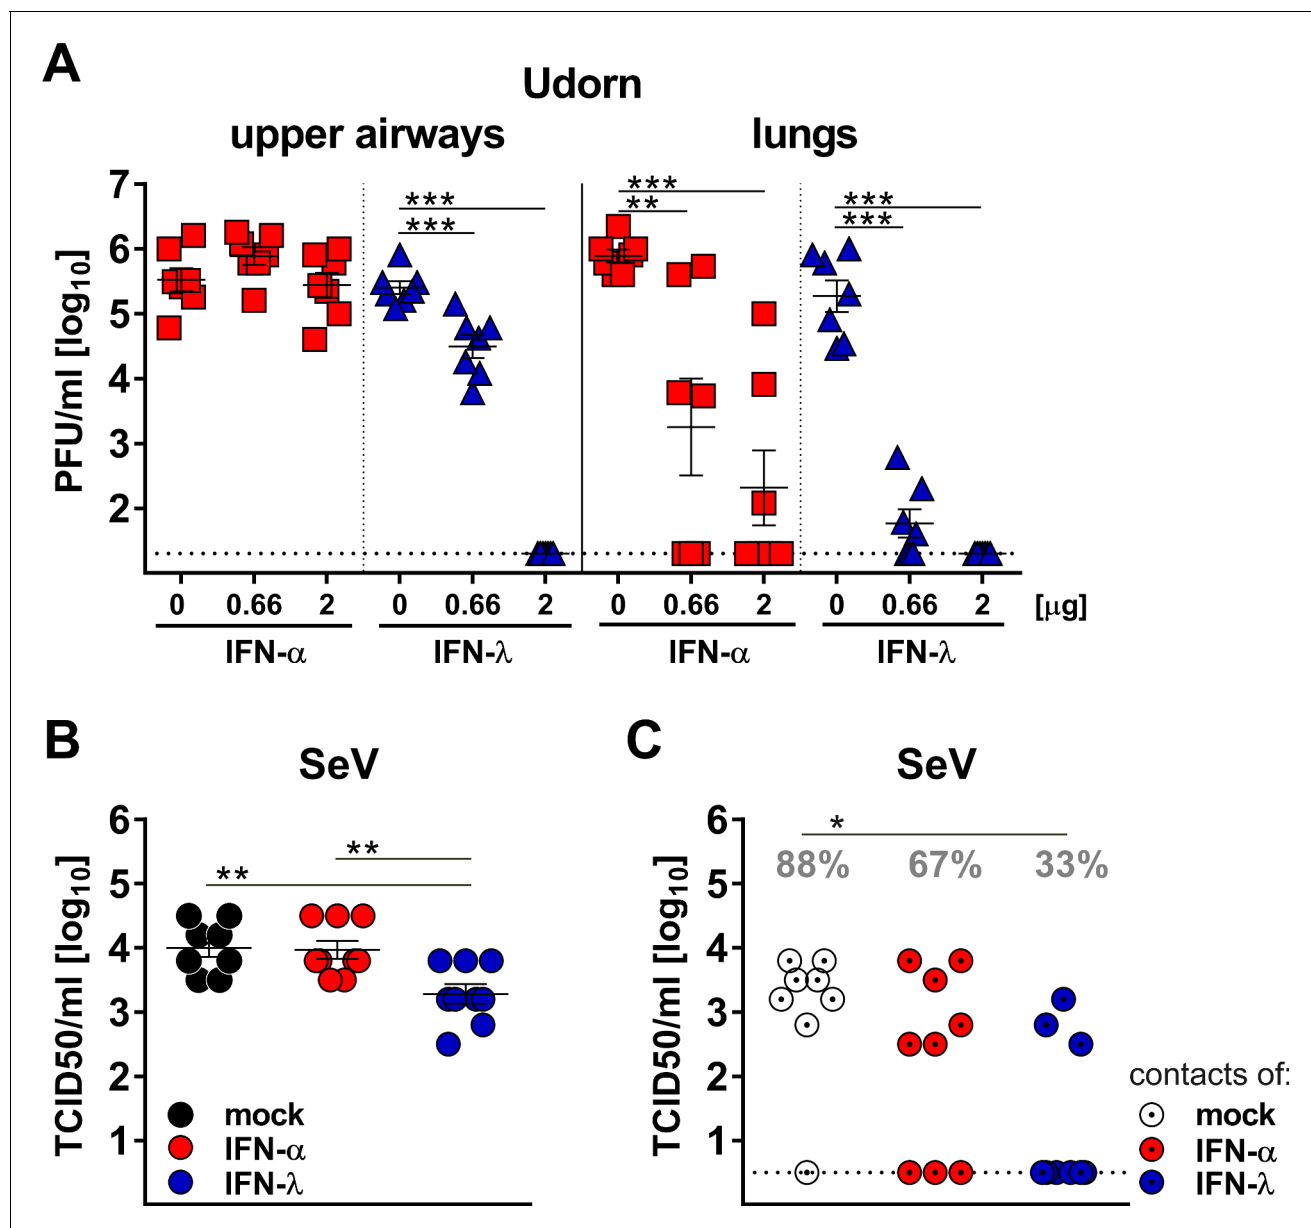 A
Udorn
upper airways
lungs
PFU/ml [log10]
7
6
5
4
3
2
***
***
***
**
***
***
0 0.66 2 0 0.66 2 0 0.66 2 0 0.66 2 [μg]
IFN-α IFN-λ IFN-α IFN-λ
B
SeV
TCID50/ml [log10]
6
5
4
3
2
1
**
**
mock
IFN-α
IFN-λ
C
SeV
TCID50/ml [log10]
6
5
4
3
2
1
*
88% 67% 33%
contacts of:
mock
IFN-α
IFN-λ